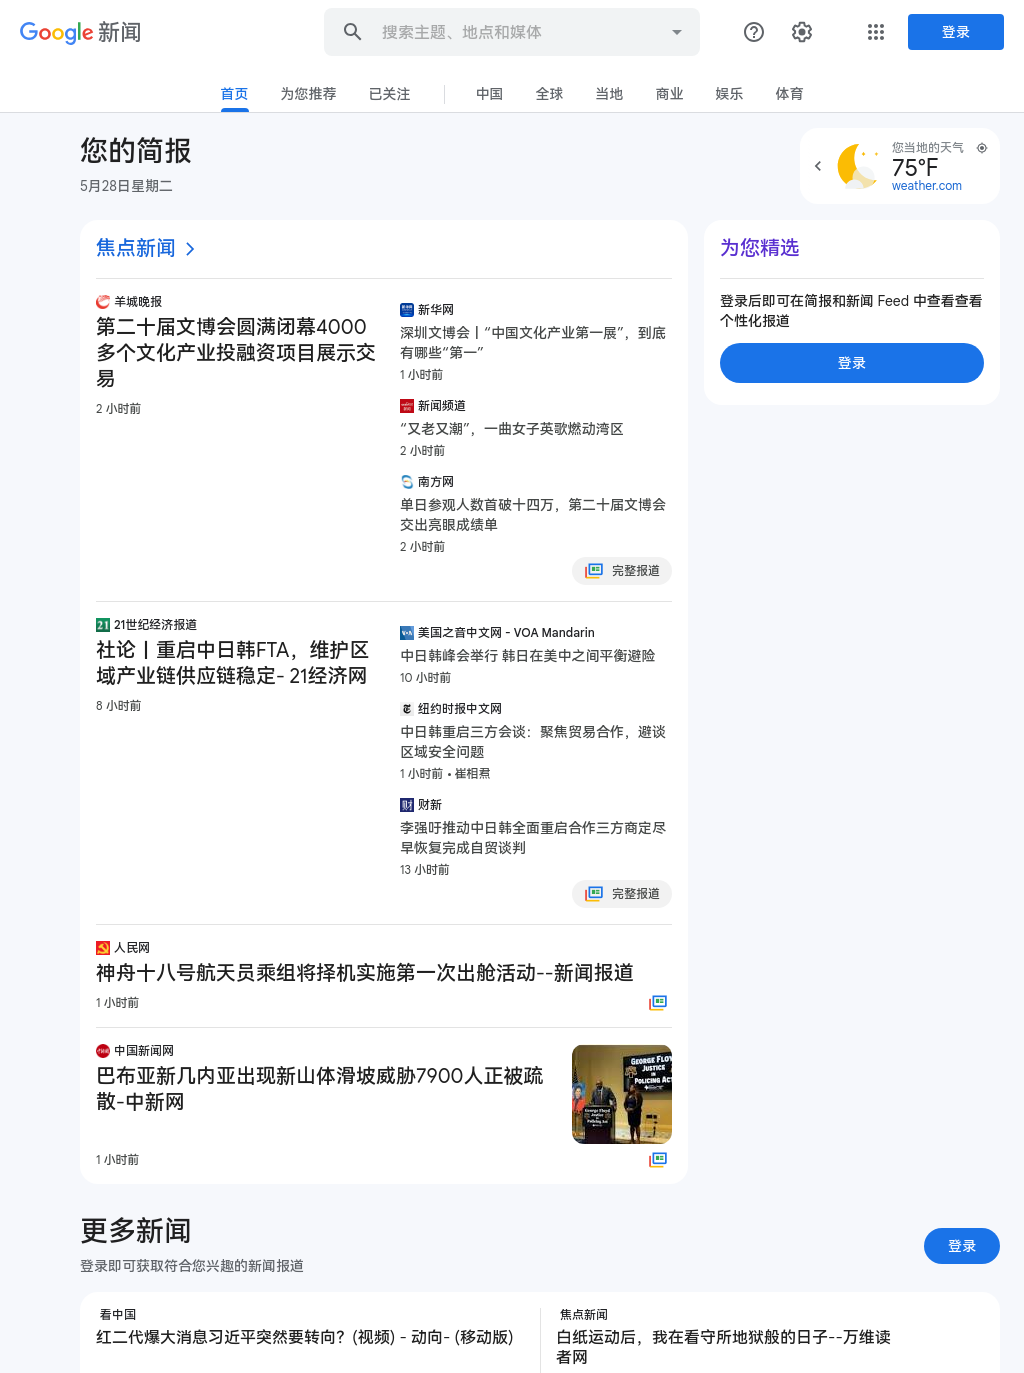 Google 新闻
搜索主题、地点和媒体
登录
首页
为您推荐
已关注
中国
全球
当地
商业
娱乐
体育
您的简报
5月28日星期二
您当地的天气
75°F
weather.com
焦点新闻
羊城晚报
第二十届文博会圆满闭幕4000
多个文化产业投融资项目展示交
易
2 小时前
新华网
深圳文博会丨“中国文化产业第一展”，到底
有哪些“第一”
1 小时前
新闻频道
“又老又潮”，一曲女子英歌燃动湾区
2 小时前
南方网
单日参观人数首破十四万，第二十届文博会
交出亮眼成绩单
2 小时前
完整报道
为您精选
登录后即可在简报和新闻 Feed 中查看查看
个性化报道
登录
21
21世纪经济报道
社论丨重启中日韩FTA，维护区
域产业链供应链稳定- 21经济网
8 小时前
VOA
美国之音中文网 - VOA Mandarin
中日韩峰会举行 韩日在美中之间平衡避险
10 小时前
纽约时报中文网
中日韩重启三方会谈：聚焦贸易合作，避谈
区域安全问题
1 小时前 • 崔相焄
财
财新
李强吁推动中日韩全面重启合作三方商定尽
早恢复完成自贸谈判
13 小时前
完整报道
人民网
神舟十八号航天员乘组将择机实施第一次出舱活动--新闻报道
1 小时前
中国新闻网
巴布亚新几内亚出现新山体滑坡威胁7900人正被疏
散-中新网
1 小时前
GEORGE FLOY
JUSTICE
IN
POLICING ACT
George Floyd
Justice
in
Policing Act
更多新闻
登录即可获取符合您兴趣的新闻报道
登录
看中国
红二代爆大消息习近平突然要转向？(视频) - 动向- (移动版)
焦点新闻
白纸运动后，我在看守所地狱般的日子--万维读
者网